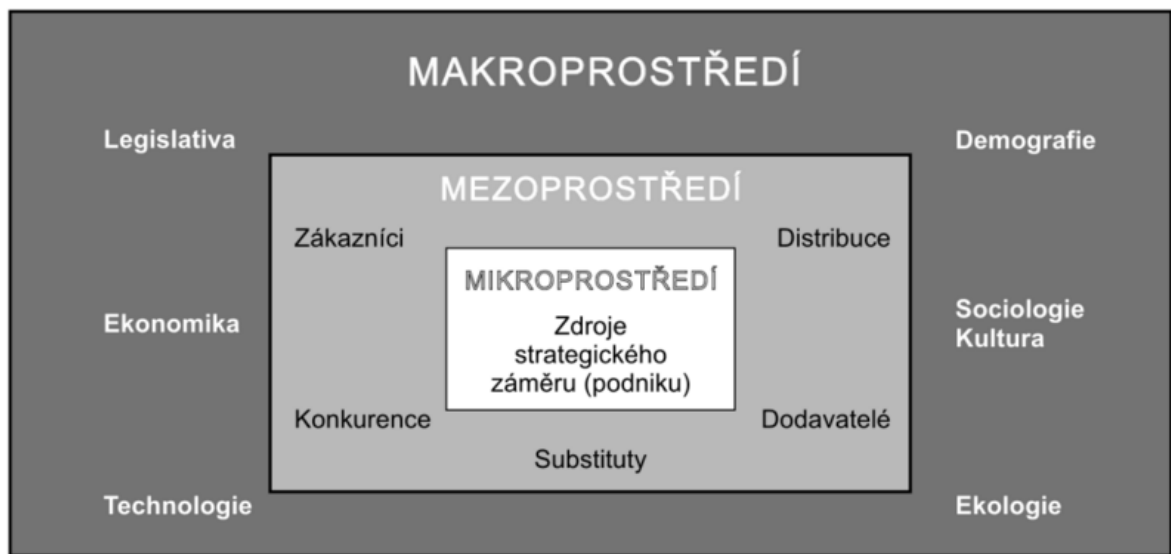 MAKROPROSTŘEDÍ
Legislativa
Demografie
MEZOPROSTŘEDÍ
Zákazníci
Distribuce
MIKROPROSTŘEDÍ
Zdroje
strategického
záměru (podniku)
Ekonomika
Sociologie
Kultura
Konkurence
Dodavatelé
Substituty
Technologie
Ekologie